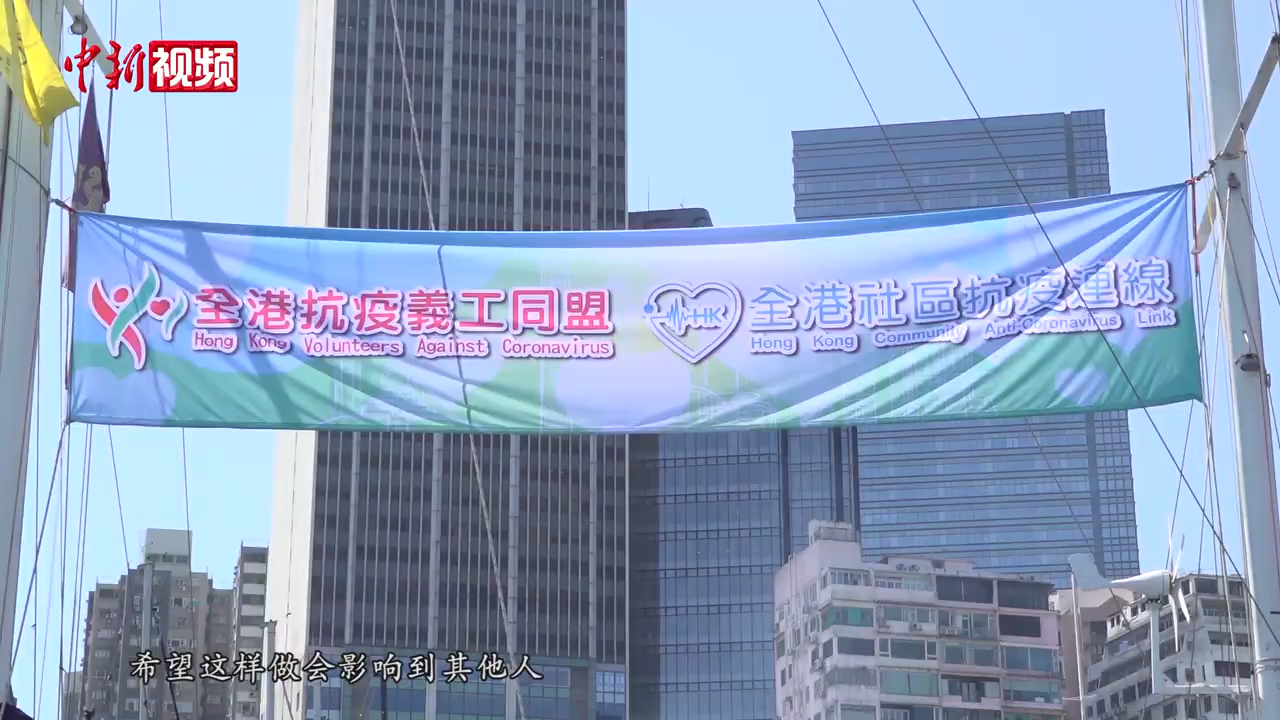 中新视频
全港抗疫義工同盟
Hong Kong Volunteers Against Coronavirus
HK
全港社區抗疫連線
Hong Kong Community Anti-Coronavirus Link
希望这样做会影响到其他人